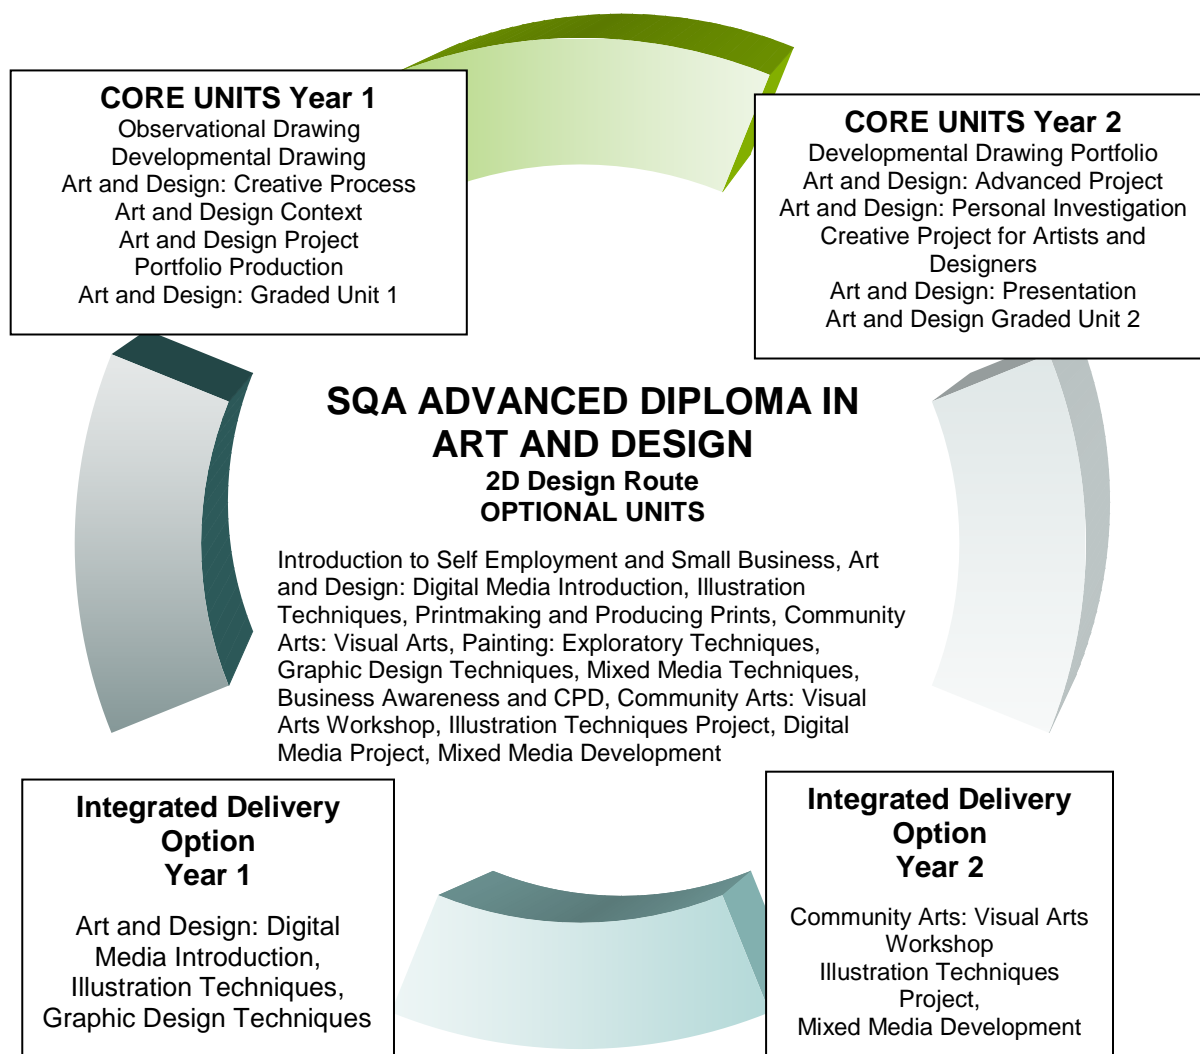 CORE UNITS Year 1
Observational Drawing
Developmental Drawing
Art and Design: Creative Process
Art and Design Context
Art and Design Project
Portfolio Production
Art and Design: Graded Unit 1
CORE UNITS Year 2
Developmental Drawing Portfolio
Art and Design: Advanced Project
Art and Design: Personal Investigation
Creative Project for Artists and
Designers
Art and Design: Presentation
Art and Design Graded Unit 2
SQA ADVANCED DIPLOMA IN
ART AND DESIGN
2D Design Route
OPTIONAL UNITS
Introduction to Self Employment and Small Business, Art
and Design: Digital Media Introduction, Illustration
Techniques, Printmaking and Producing Prints, Community
Arts: Visual Arts, Painting: Exploratory Techniques,
Graphic Design Techniques, Mixed Media Techniques,
Business Awareness and CPD, Community Arts: Visual
Arts Workshop, Illustration Techniques Project, Digital
Media Project, Mixed Media Development
Integrated Delivery
Option
Year 1
Art and Design: Digital
Media Introduction,
Illustration Techniques,
Graphic Design Techniques
Integrated Delivery
Option
Year 2
Community Arts: Visual Arts
Workshop
Illustration Techniques
Project,
Mixed Media Development